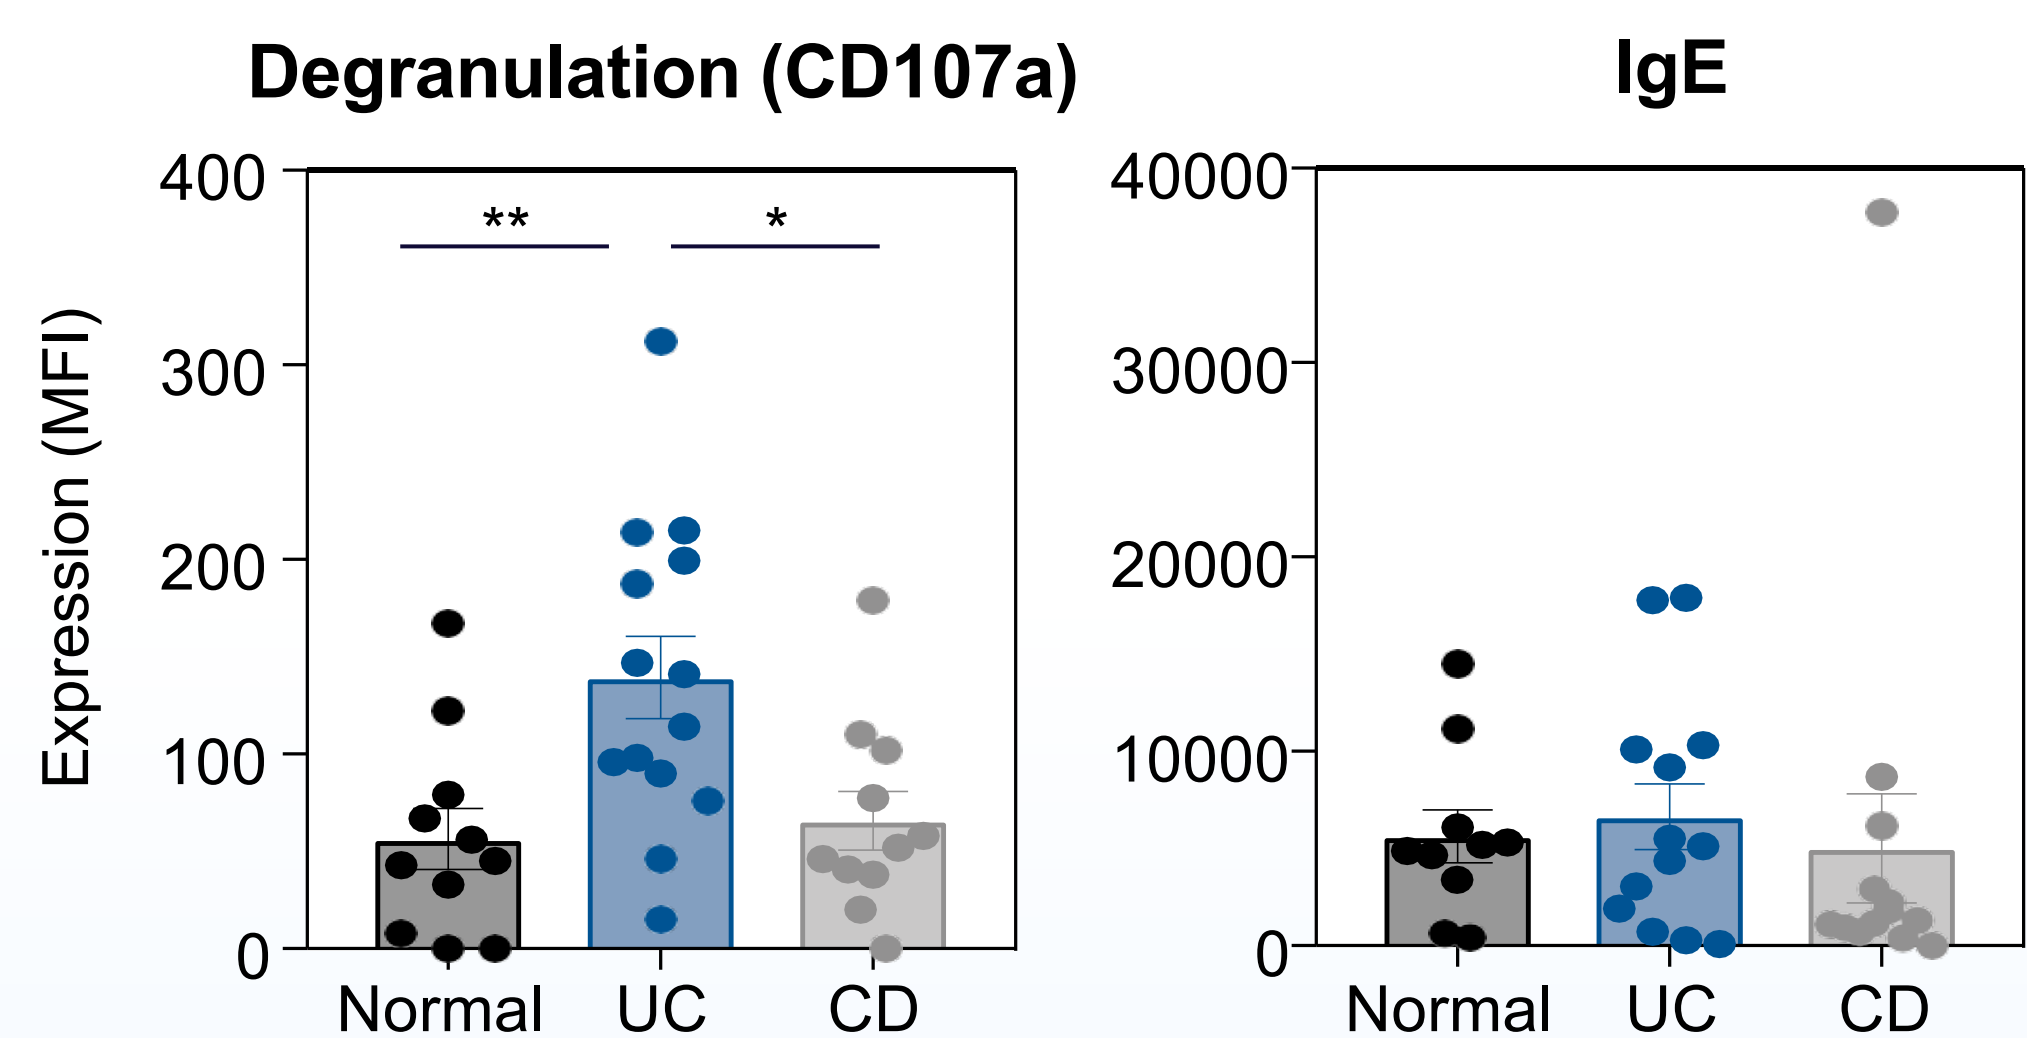 Degranulation (CD107a)
Expression (MFI)
400
300
200
100
0
**
*
Normal UC CD
IgE
40000
30000
20000
10000
0
Normal UC CD